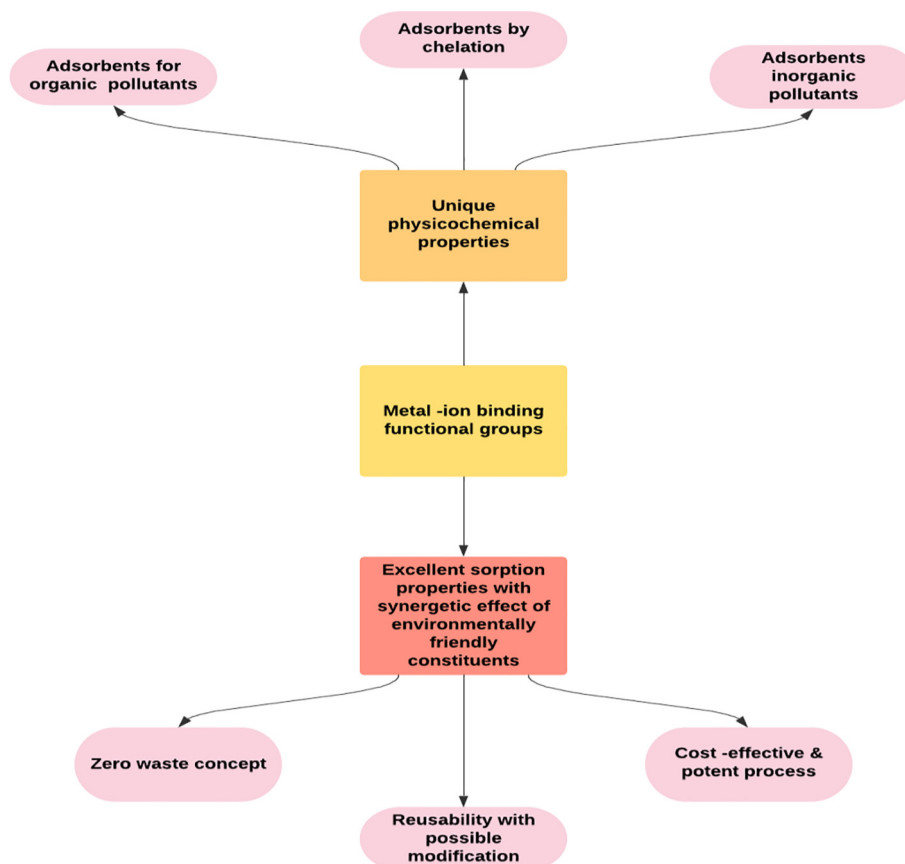 Adsorbents for
organic pollutants
Adsorbents by
chelation
Adsorbents
inorganic
pollutants
Unique
physicochemical
properties
Metal -ion binding
functional groups
Excellent sorption
properties with
synergetic effect of
environmentally
friendly
constituents
Zero waste concept
Reusability with
possible
modification
Cost -effective &
potent process